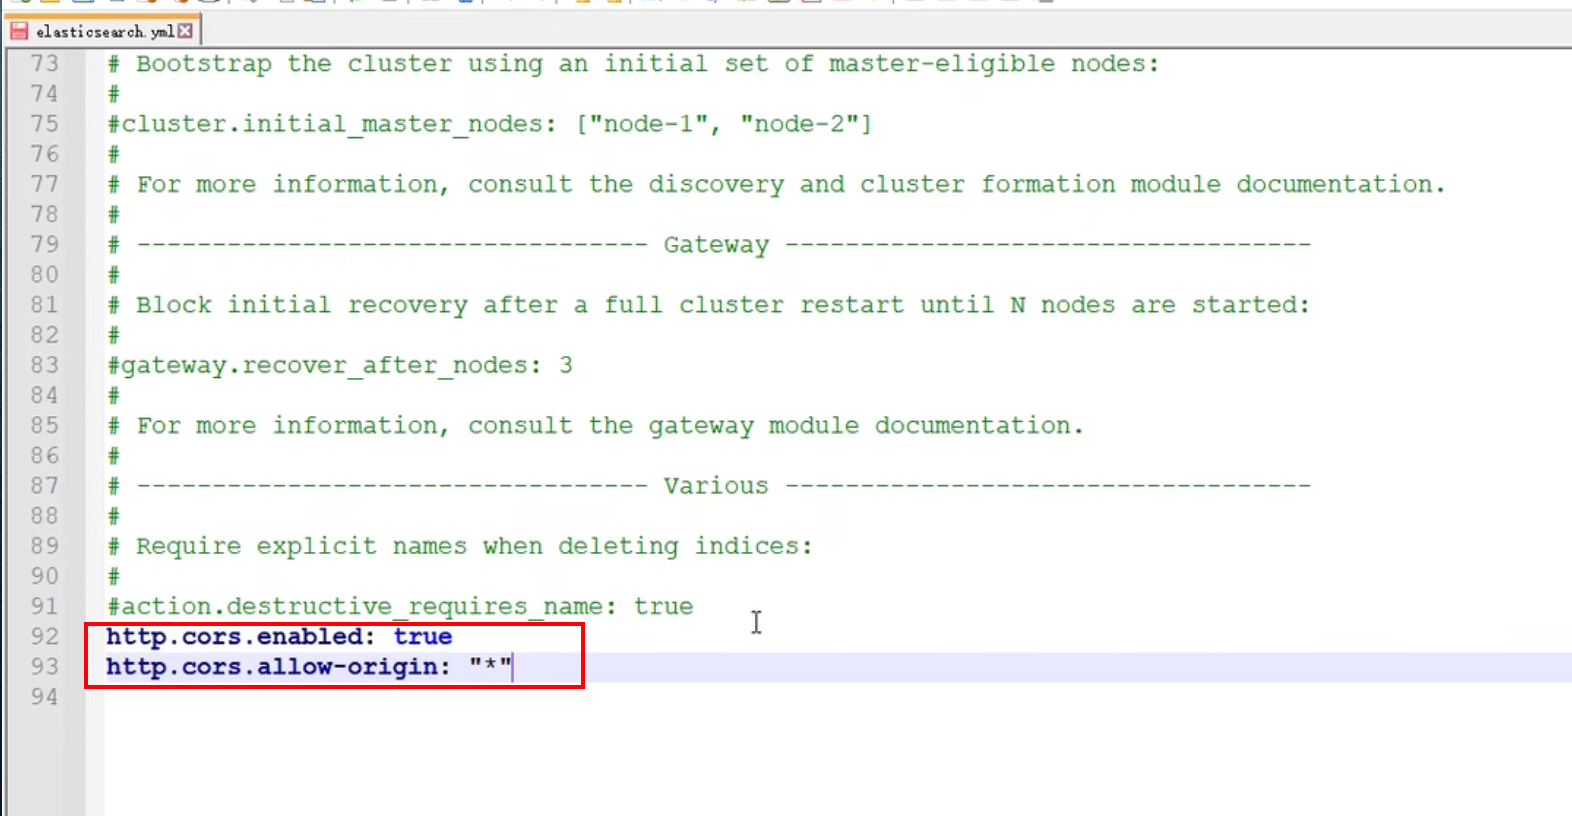 elasticsearch.yml
73 # Bootstrap the cluster using an initial set of master-eligible nodes:
74 #
75 #cluster.initial_master_nodes: ["node-1", "node-2"]
76 #
77 # For more information, consult the discovery and cluster formation module documentation.
78 #
79 # ---------------------------------- Gateway -----------------------------------
80 #
81 # Block initial recovery after a full cluster restart until N nodes are started:
82 #
83 #gateway.recover_after_nodes: 3
84 #
85 # For more information, consult the gateway module documentation.
86 #
87 # ---------------------------------- Various -----------------------------------
88 #
89 # Require explicit names when deleting indices:
90 #
91 #action.destructive_requires_name: true
92 http.cors.enabled: true
93 http.cors.allow-origin: "*"
94